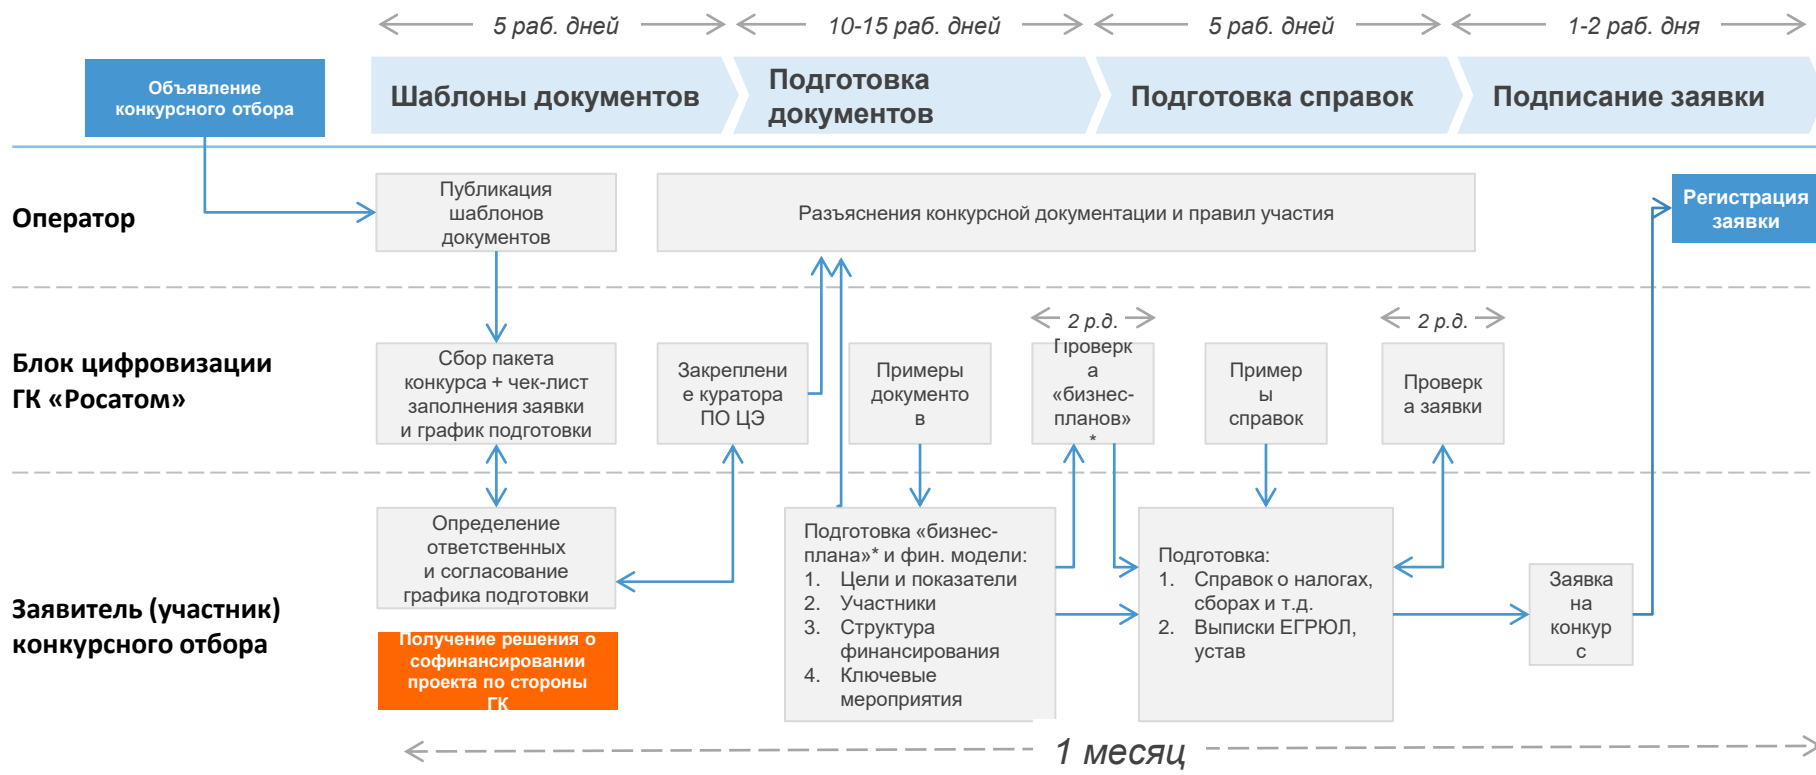 5 раб. дней
10-15 раб. дней
5 раб. дней
1-2 раб. дня
Объявление
конкурсного отбора
Шаблоны документов
Подготовка
документов
Подготовка справок
Подписание заявки
Оператор
Публикация
шаблонов
документов
Разъяснения конкурсной документации и правил участия
Регистрация
заявки
Блок цифровизации
ГК «Росатом»
Сбор пакета
конкурса + чек-лист
заполнения заявки
и график подготовки
Закреплени
е куратора
ПО ЦЭ
Примеры
документо
в
2 р.д.
Проверк
а
«бизнес-
планов»
*
Пример
ы
справок
2 р.д.
Проверк
а заявки
Заявитель (участник)
конкурсного отбора
Определение
ответственных
и согласование
графика подготовки
Получение решения о
софинансировании
проекта по стороны
ГК
Подготовка «бизнес-
плана»* и фин. модели:
1. Цели и показатели
2. Участники
3. Структура
финансирования
4. Ключевые
мероприятия
Подготовка:
1. Справок о налогах,
сборах и т.д.
2. Выписки ЕГРЮЛ,
устав
Заявка
на
конкур
с
1 месяц